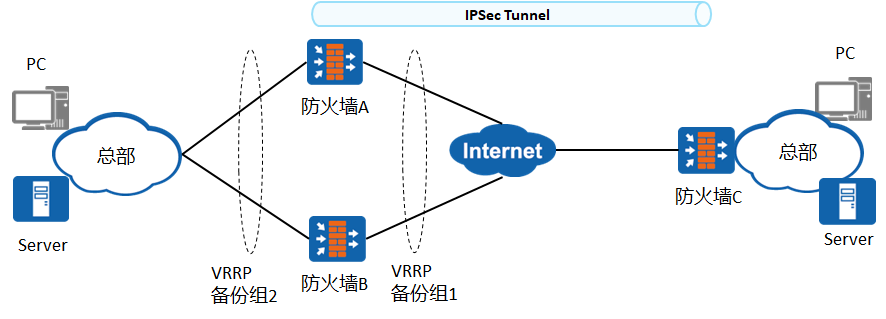 IPSec Tunnel
PC
防火墙A
总部
Server
VRRP
备份组2
VRRP
备份组1
防火墙B
Internet
PC
总部
防火墙C
Server